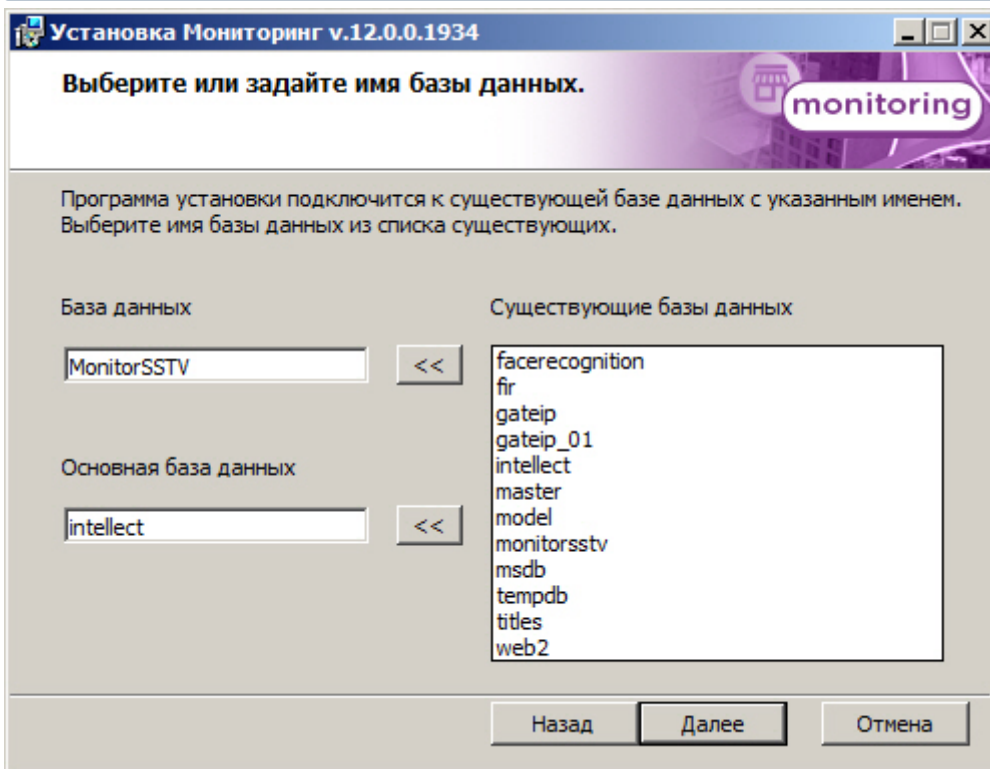 Установка Мониторинг v.12.0.0.1934
Выберите или задайте имя базы данных.
monitoring
Программа установки подключится к существующей базе данных с указанным именем.
Выберите имя базы данных из списка существующих.
База данных
MonitorSSTV
<<
Основная база данных
intellect
<<
Существующие базы данных
facerecognition
fir
gateip
gateip_01
intellect
master
model
monitorsstv
msdb
tempdb
titles
web2
Назад
Далее
Отмена